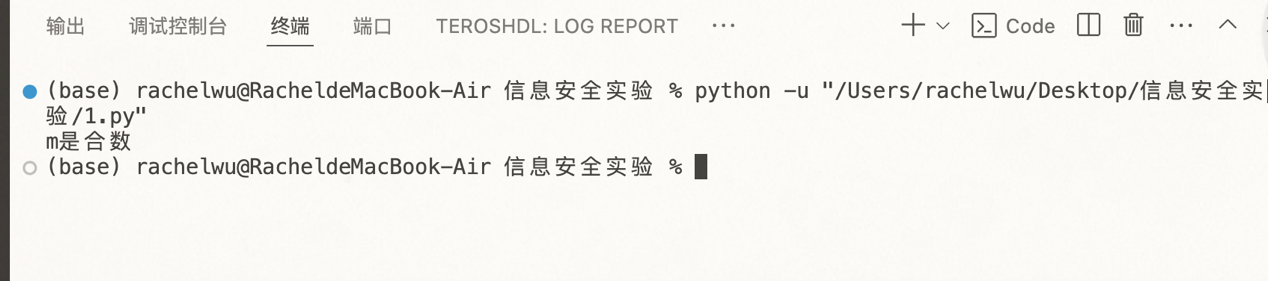 输出 调试控制台 终端 端口 TEROSHDL: LOG REPORT ··· Code ···
(base) rachelwu@RacheldeMacBook-Air 信息安全实验 % python -u "/Users/rachelwu/Desktop/信息安全实
验/1.py"
m是合数
(base) rachelwu@RacheldeMacBook-Air 信息安全实验 %